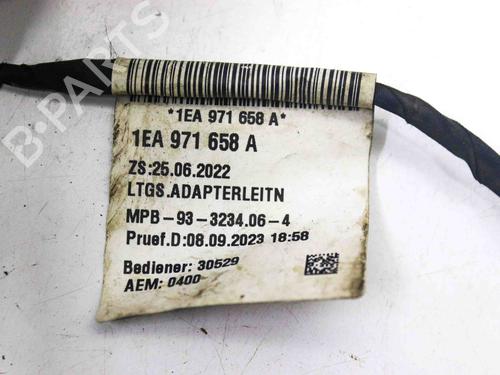 *1EA 971 658 A*
1EA 971 658 A
ZS:25.06.2022
LTGS.ADAPTERLEITN
MPB-93-3234.06-4
Pruef.D:08.09.2023 18:58
Bediener: 30529
AEM: 0400
B-PARTS